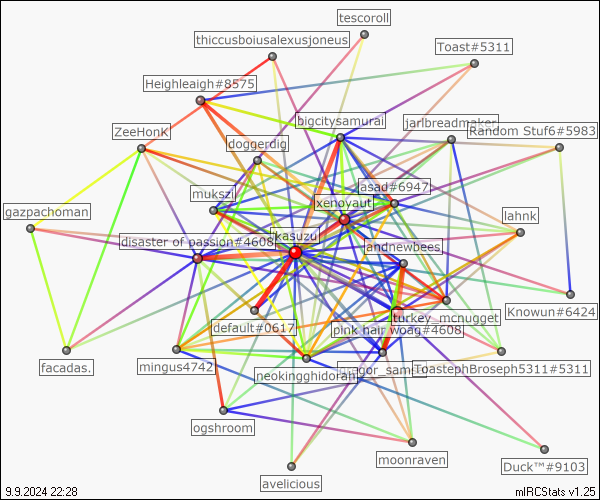 tescoroll
thiccusboiusalexusjoneus
Toast#5311
Heighleaigh#8575
bigcitysamurai
jarlbreadmaker
ZeeHonK
Random Stuf6#5983
doggerdig
asad#6947
mukszii
xenoyaut
gazpachoman
lahnk
kasuzu
disaster of passion#4608
andnewbees
Knowun#6424
turkey_mcnugget
default#0617
pink hair woag#4608
facadas.
mingus4742
neokingghidorah
ToastephBroseph5311#5311
ogshroom
moonraven
Duck™#9103
avelicious
9.9.2024 22:28
mIRCStats v1.25